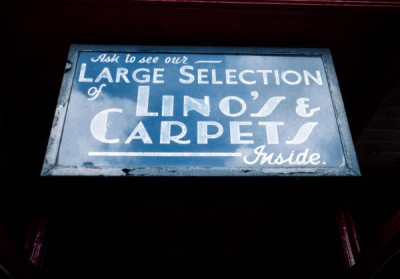 Ask to see our
LARGE SELECTION
of LINO'S &
CARPETS
Inside.